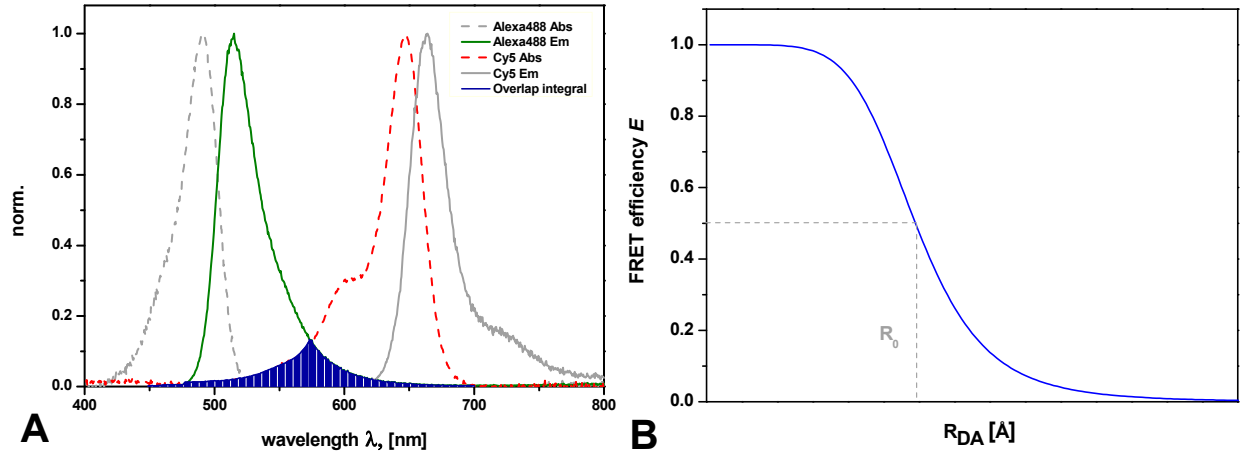 1.0
0.8
0.6
0.4
0.2
0.0
norm.
400
500
600
700
800
wavelength λ, [nm]
Alexa488 Abs
Alexa488 Em
Cy5 Abs
Cy5 Em
Overlap integral
A
1.0
0.8
0.6
0.4
0.2
0.0
FRET efficiency E
R0
RDA [Å]
B